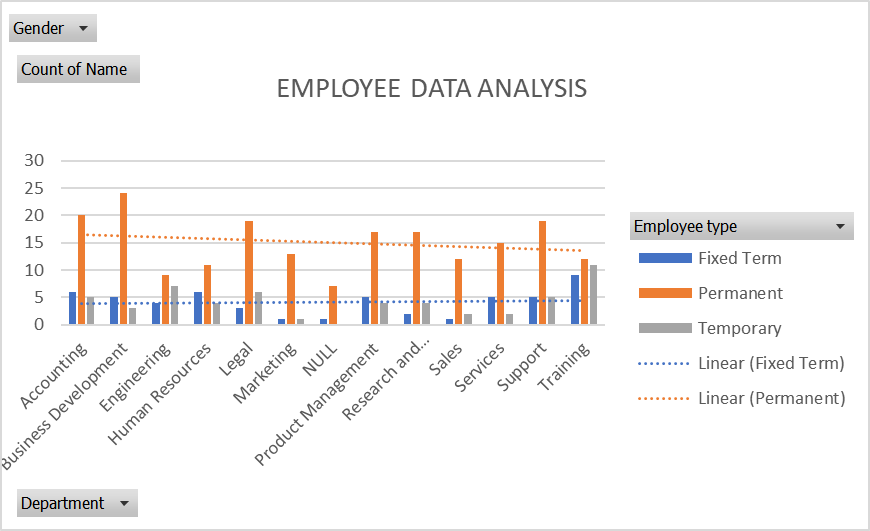 Gender
Count of Name
EMPLOYEE DATA ANALYSIS
30
25
20
15
10
5
0
Accounting
Business Development
Engineering
Human Resources
Legal
Marketing
NULL
Product Management
Research and...
Sales
Services
Support
Training
Employee type
Fixed Term
Permanent
Temporary
Linear (Fixed Term)
Linear (Permanent)
Department